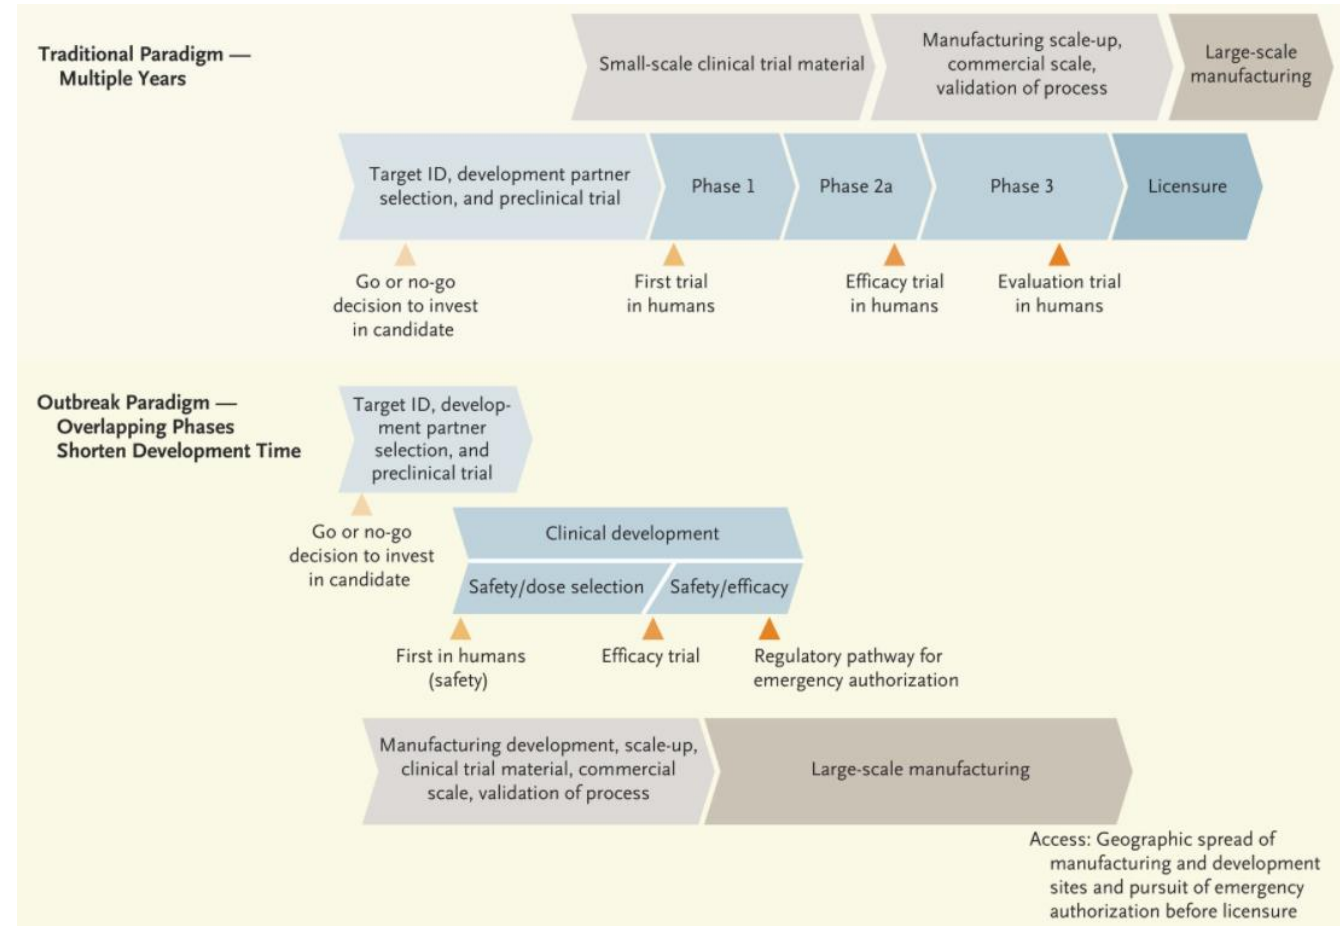 Traditional Paradigm —
Multiple Years
Small-scale clinical trial material
Manufacturing scale-up,
commercial scale,
validation of process
Large-scale
manufacturing
Target ID, development partner
selection, and preclinical trial
Phase 1
Phase 2a
Phase 3
Licensure
Go or no-go
decision to invest
in candidate
First trial
in humans
Efficacy trial
in humans
Evaluation trial
in humans
Outbreak Paradigm —
Overlapping Phases
Shorten Development Time
Target ID, develop-
ment partner
selection, and
preclinical trial
Go or no-go
decision to invest
in candidate
Clinical development
Safety/dose selection
Safety/efficacy
First in humans
(safety)
Efficacy trial
Regulatory pathway for
emergency authorization
Manufacturing development, scale-up,
clinical trial material, commercial
scale, validation of process
Large-scale manufacturing
Access: Geographic spread of
manufacturing and development
sites and pursuit of emergency
authorization before licensure